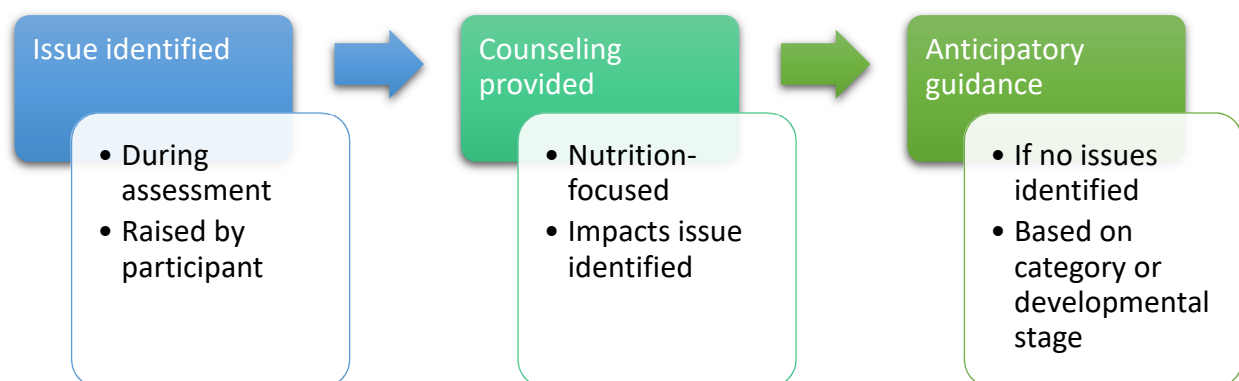 Issue identified
• During
assessment
• Raised by
participant
Counseling
provided
• Nutrition-
focused
• Impacts issue
identified
Anticipatory
guidance
• If no issues
identified
• Based on
category or
developmental
stage